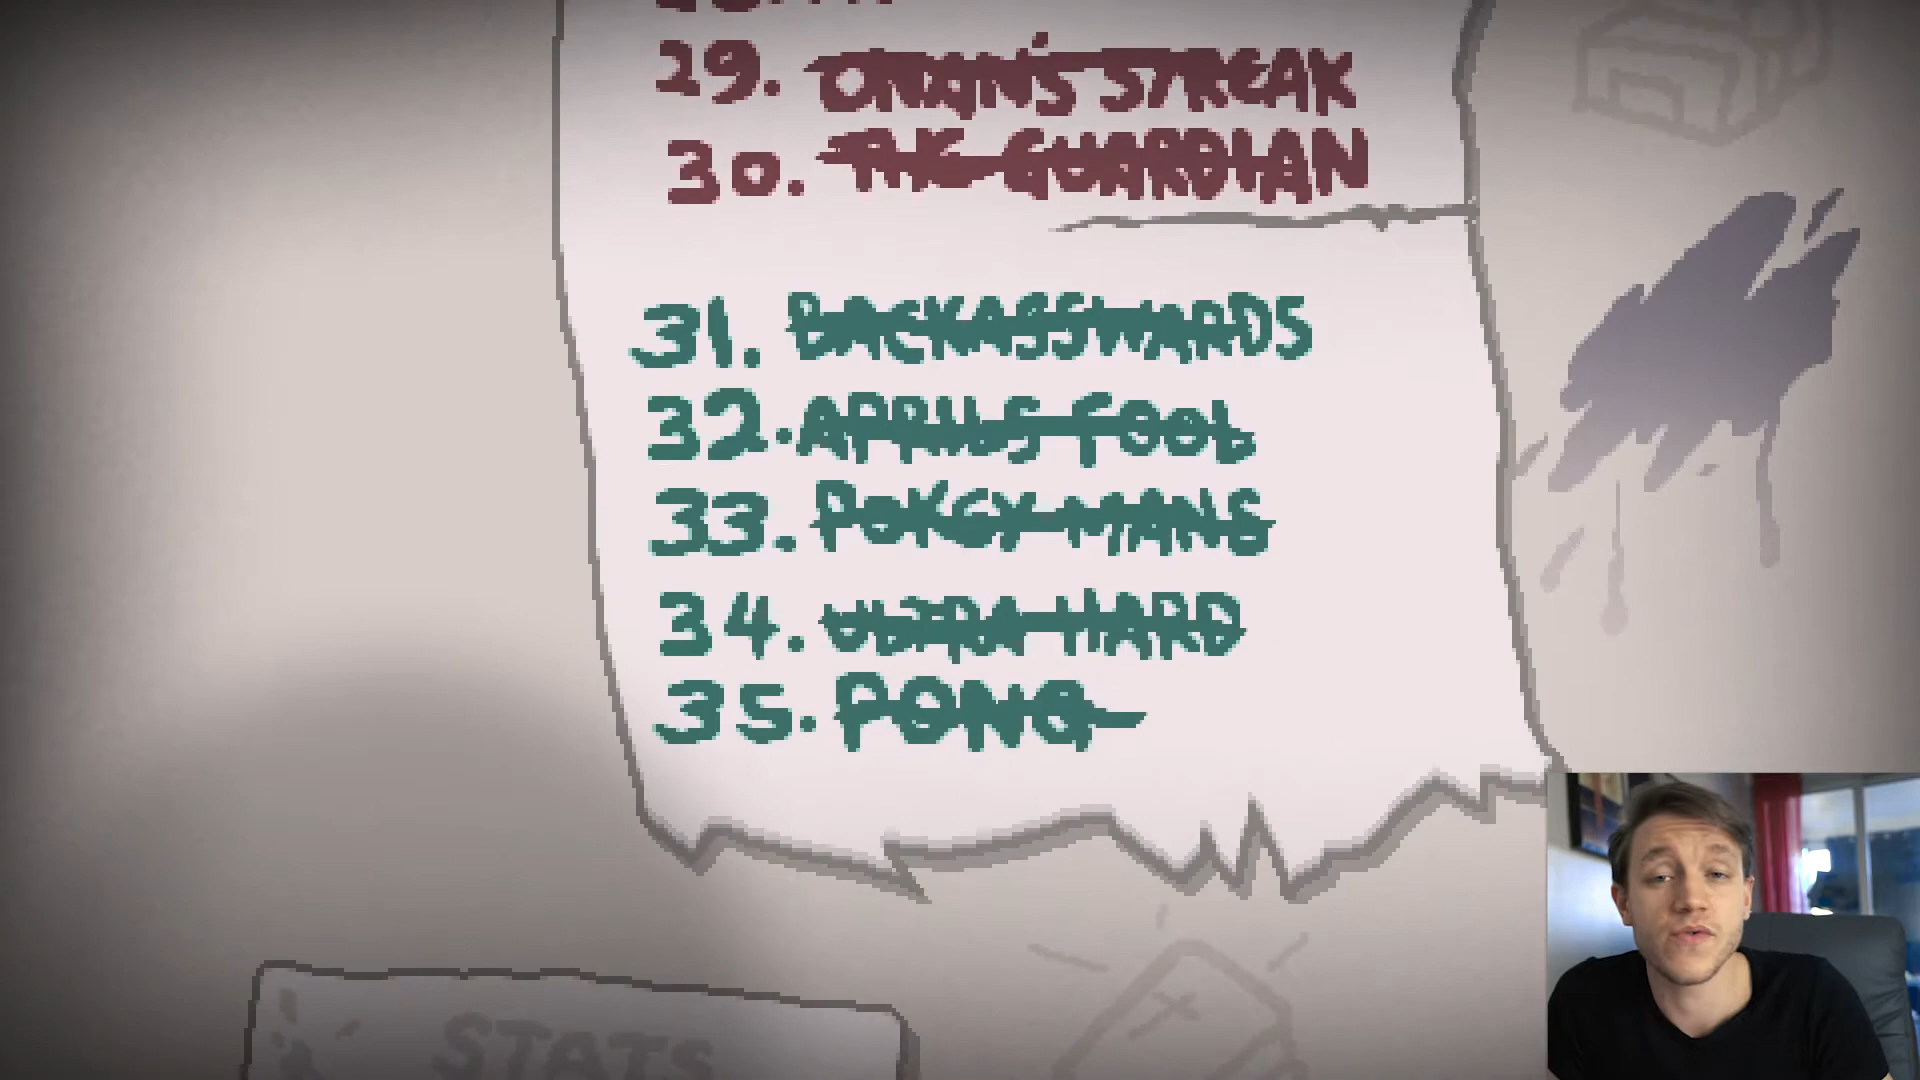 29. ONAN'S STREAK
30. THE GUARDIAN
31. BACKASSWARDS
32. APRILS FOOL
33. POKEY MANS
34. ULTRA HARD
35. PONG
STATS